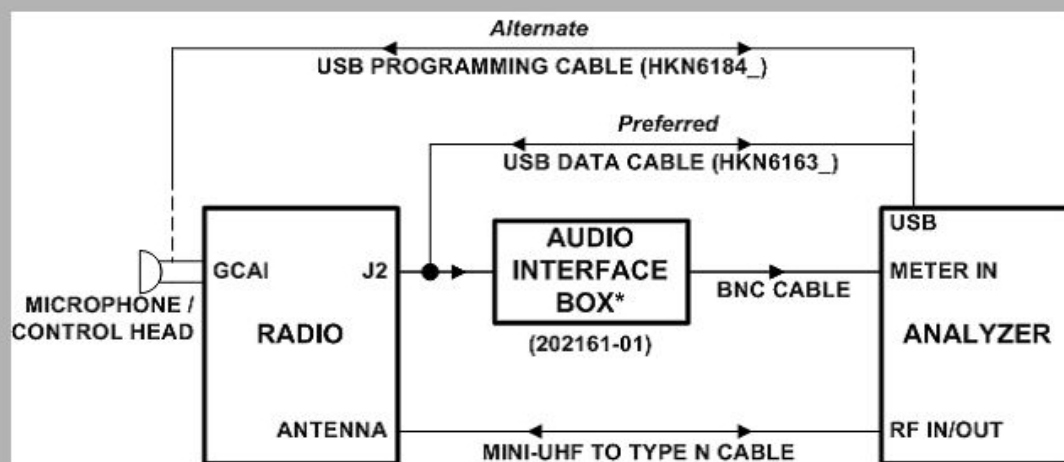 Alternate
USB PROGRAMMING CABLE (HKN6184_)
Preferred
USB DATA CABLE (HKN6163_)
USB
AUDIO
INTERFACE
BOX*
(202161-01)
GCAI
J2
METER IN
BNC CABLE
MICROPHONE /
CONTROL HEAD
RADIO
ANALYZER
ANTENNA
RF IN/OUT
MINI-UHF TO TYPE N CABLE